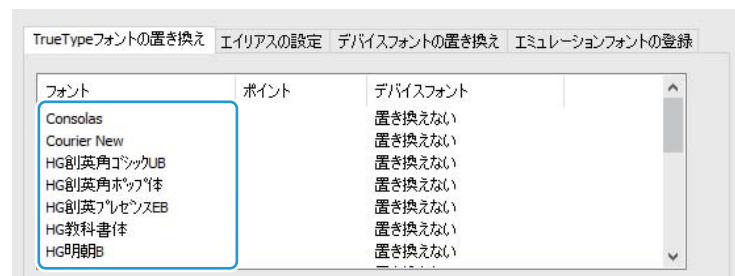 TrueTypeフォントの置き換え エイリアスの設定 デバイスフォントの置き換え エミュレーションフォントの登録
フォント ポイント デバイスフォント
Consolas 置き換えない
Courier New 置き換えない
HG創英角ｺﾞｼｯｸUB 置き換えない
HG創英角ﾎﾟｯﾌﾟ体 置き換えない
HG創英ﾌﾟﾚｾﾞﾝｽEB 置き換えない
HG教科書体 置き換えない
HG明朝B 置き換えない